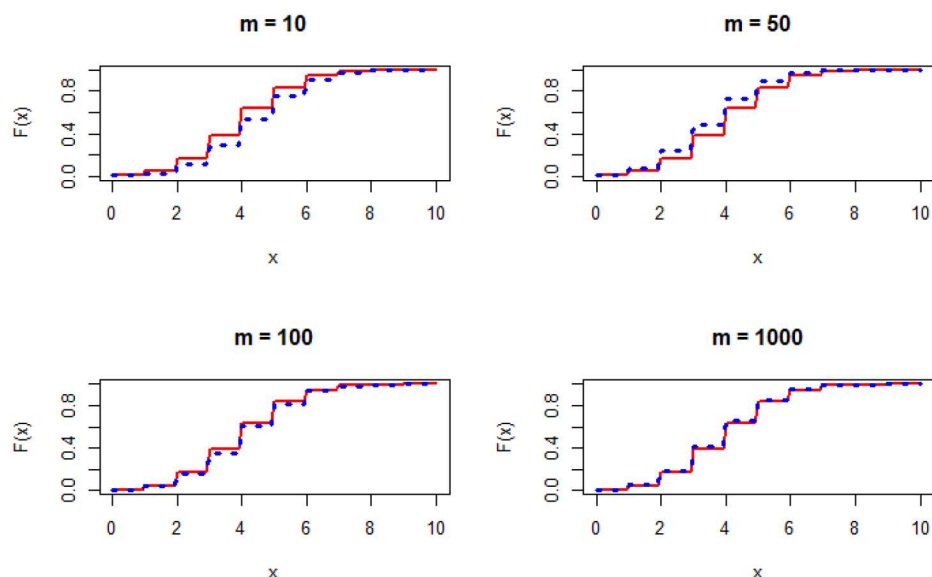 m = 10
m = 50
F(x)
0.0 0.4 0.8
0 2 4 6 8 10
x
F(x)
0.0 0.4 0.8
0 2 4 6 8 10
x
m = 100
m = 1000
F(x)
0.0 0.4 0.8
0 2 4 6 8 10
x
F(x)
0.0 0.4 0.8
0 2 4 6 8 10
x